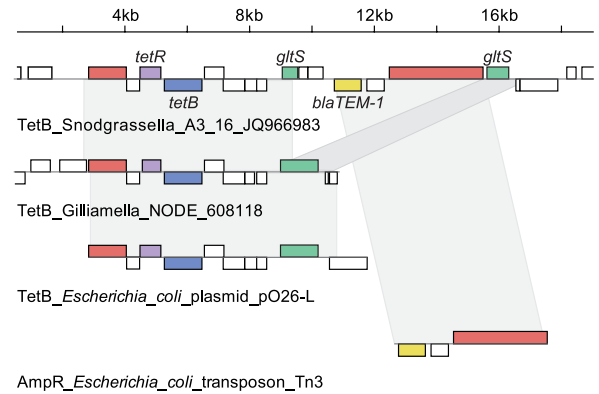 4kb 8kb 12kb 16kb
tetR gltS gltS
tetB blaTEM-1
TetB_Snodgrassella_A3_16_JQ966983
TetB_Gilliamella_NODE_608118
TetB_Escherichia_coli_plasmid_pO26-L
AmpR_Escherichia_coli_transposon_Tn3